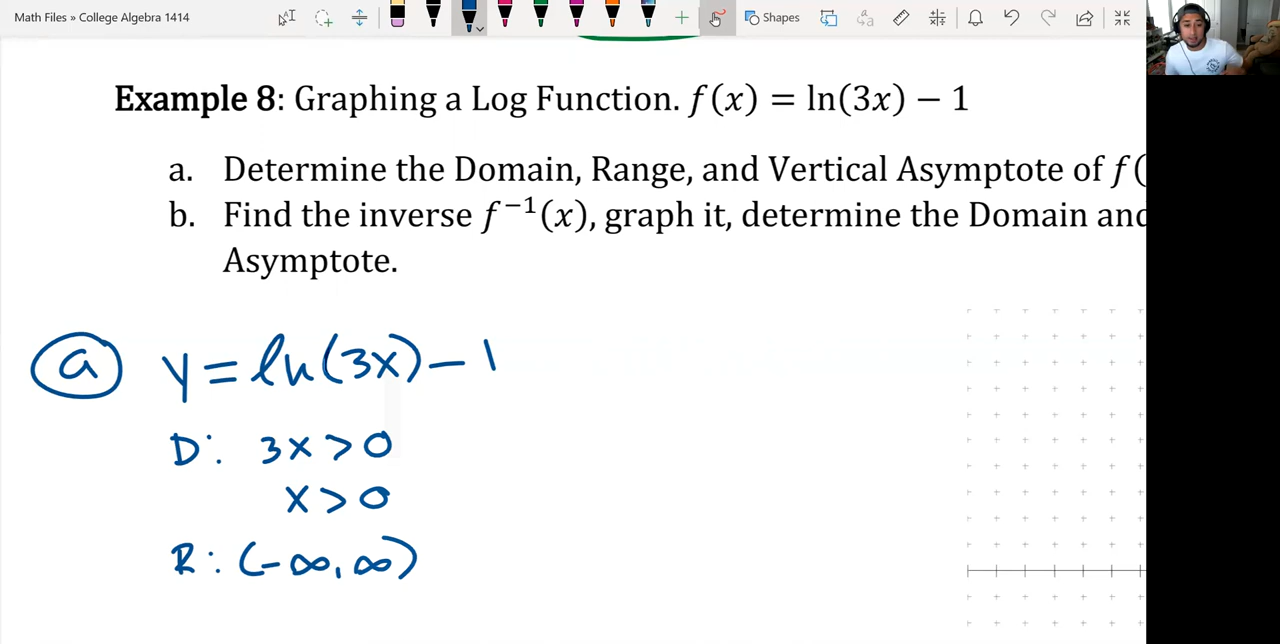 Math Files » College Algebra 1414
Shapes
Example 8: Graphing a Log Function. f(x) = ln(3x) − 1
a. Determine the Domain, Range, and Vertical Asymptote of f(
b. Find the inverse f⁻¹(x), graph it, determine the Domain and
Asymptote.
a y = ln(3x) − 1
D: 3x > 0
x > 0
R: (-∞, ∞)